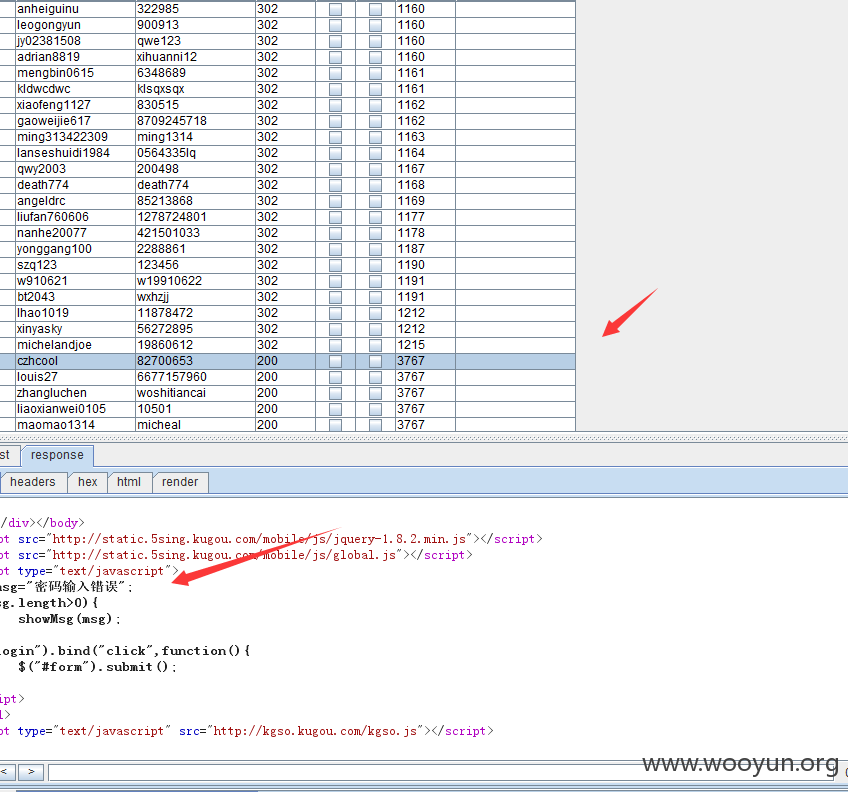 anheiguinu 322985 302 1160
leogongyun 900913 302 1160
jy02381508 qwe123 302 1160
adrian8819 xihuanni12 302 1160
mengbin0615 6348689 302 1161
kldwcdwc klsqxsqx 302 1161
xiaofeng1127 830515 302 1162
gaoweijie617 8709245718 302 1162
ming313422309 ming1314 302 1163
lanseshuidi1984 0564335lq 302 1164
qwy2003 200498 302 1167
death774 death774 302 1168
angeldrc 85213868 302 1169
liufan760606 1278724801 302 1177
nanhe20077 421501033 302 1178
yonggang100 2288861 302 1187
szq123 123456 302 1190
w910621 w19910622 302 1191
bt2043 wxhzjj 302 1191
lhao1019 11878472 302 1212
xinyasky 56272895 302 1212
michelandjoe 19860612 302 1215
czhcool 82700653 200 3767
louis27 6677157960 200 3767
zhangluchen woshitiancai 200 3767
liaoxianwei0105 10501 200 3767
maomao1314 micheal 200 3767
st response
headers hex html render
/div></body>
pt src="http://static.5sing.kugou.com/mobile/js/jquery-1.8.2.min.js"></script>
pt src="http://static.5sing.kugou.com/mobile/js/global.js"></script>
pt type="text/javascript">
msg="密码输入错误";
sg.length>0){
showMsg(msg);
login").bind("click",function(){
$("#form").submit();
ipt>
l>
pt type="text/javascript" src="http://kgso.kugou.com/kgso.js"></script>
< >
www.wooyun.org